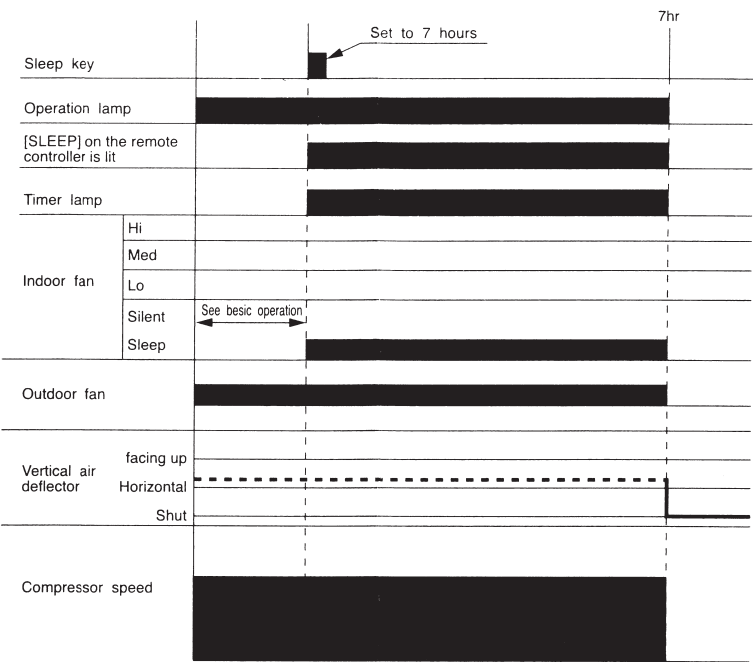 7hr
Set to 7 hours
Sleep key
Operation lamp
[SLEEP] on the remote
controller is lit
Timer lamp
Hi
Med
Indoor fan
Lo
Silent
See besic operation
Sleep
Outdoor fan
facing up
Vertical air
deflector
Horizontal
Shut
Compressor speed